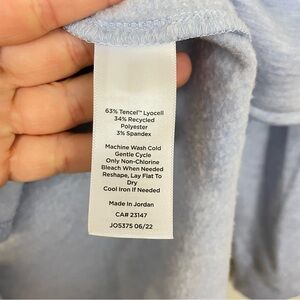 63% Tencel™ Lyocell
34% Recycled
Polyester
3% Spandex
Machine Wash Cold
Gentle Cycle
Only Non-Chlorine
Bleach When Needed
Reshape, Lay Flat To
Dry
Cool Iron If Needed
Made In Jordan
CA# 23147
JO5375 06/22